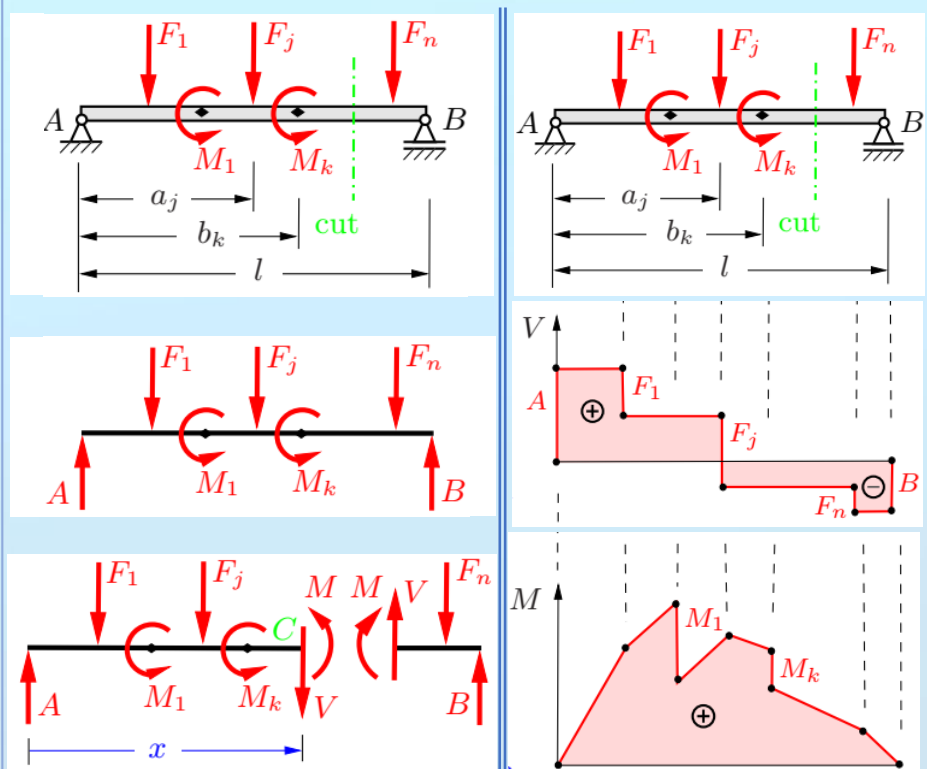 F₁ Fⱼ Fₙ
A B
M₁ Mₖ
aⱼ
bₖ cut
l
F₁ Fⱼ Fₙ
M₁ Mₖ
A B
F₁ Fⱼ M M V Fₙ
C
A M₁ Mₖ V B
x
F₁ Fⱼ Fₙ
A B
M₁ Mₖ
aⱼ
bₖ cut
l
V
A F₁
+
Fⱼ
Fₙ − B
M
M₁
Mₖ
+